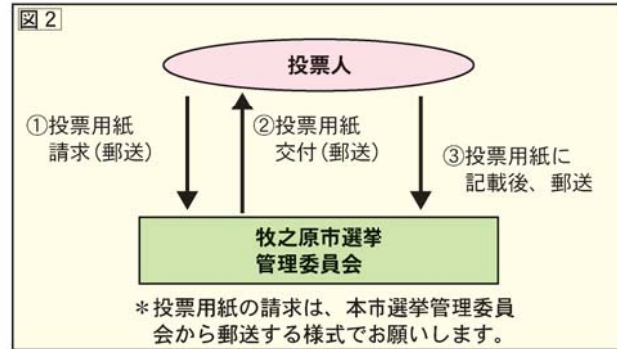 図2
投票人
①投票用紙
請求(郵送)
②投票用紙
交付(郵送)
③投票用紙に
記載後、郵送
牧之原市選挙
管理委員会
＊投票用紙の請求は、本市選挙管理委員
会から郵送する様式でお願いします。